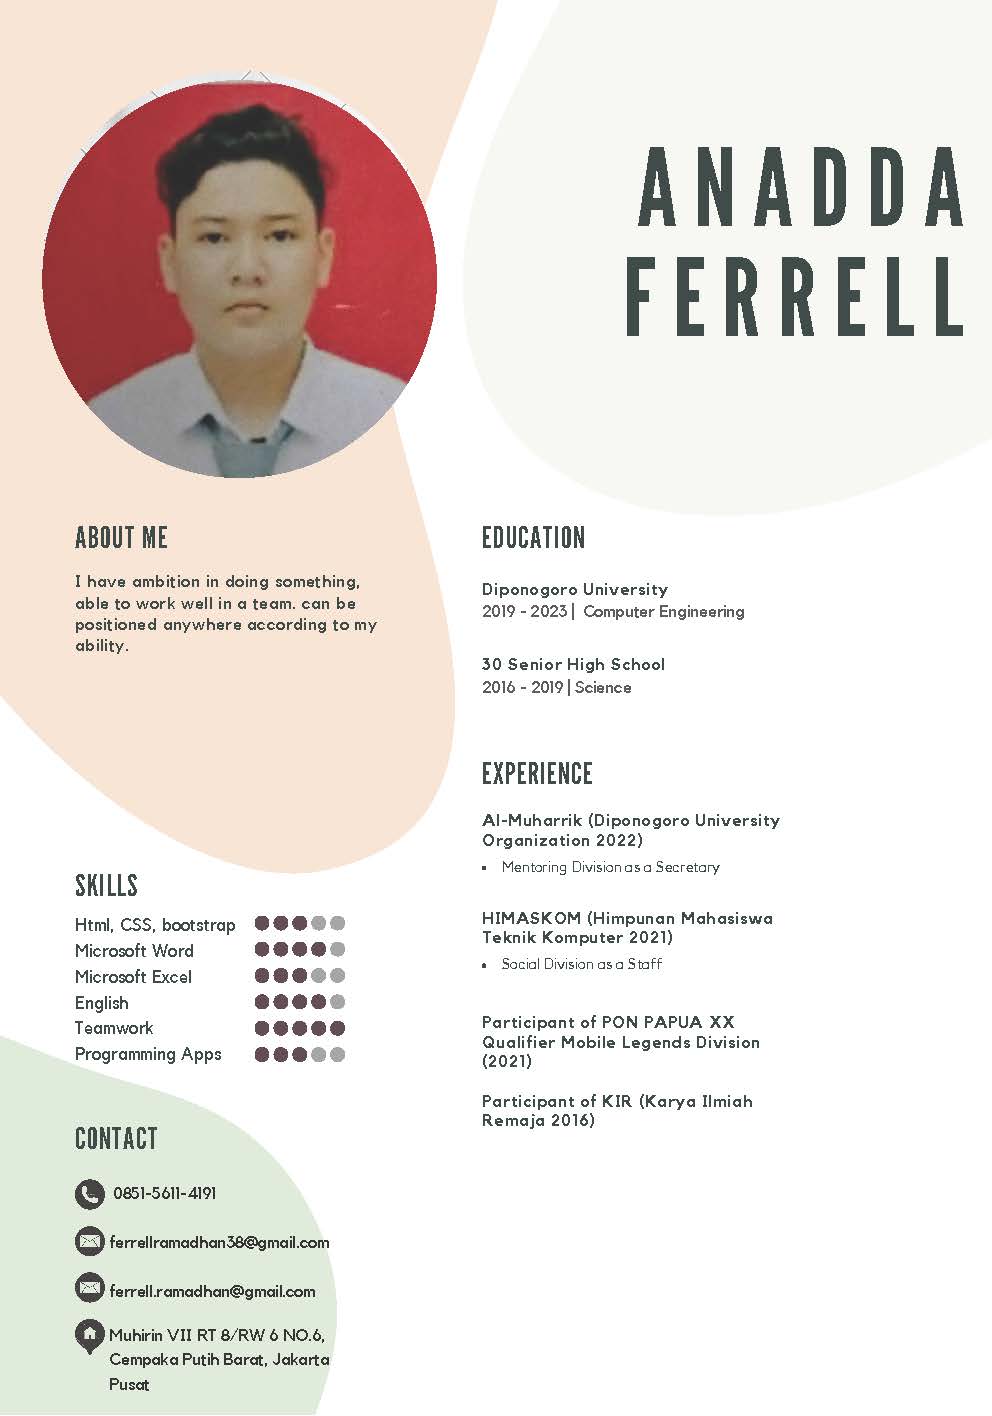 ANADDA
FERRELL
ABOUT ME
I have ambition in doing something,
able to work well in a team. can be
positioned anywhere according to my
ability.
SKILLS
Html, CSS, bootstrap
Microsoft Word
Microsoft Excel
English
Teamwork
Programming Apps
CONTACT
0851-5611-4191
ferrellramadhan38@gmail.com
ferrell.ramadhan@gmail.com
Muhirin VII RT 8/RW 6 NO.6,
Cempaka Putih Barat, Jakarta
Pusat
EDUCATION
Diponogoro University
2019 - 2023 | Computer Engineering
30 Senior High School
2016 - 2019 | Science
EXPERIENCE
Al-Muharrik (Diponogoro University
Organization 2022)
• Mentoring Division as a Secretary
HIMASKOM (Himpunan Mahasiswa
Teknik Komputer 2021)
• Social Division as a Staff
Participant of PON PAPUA XX
Qualifier Mobile Legends Division
(2021)
Participant of KIR (Karya Ilmiah
Remaja 2016)